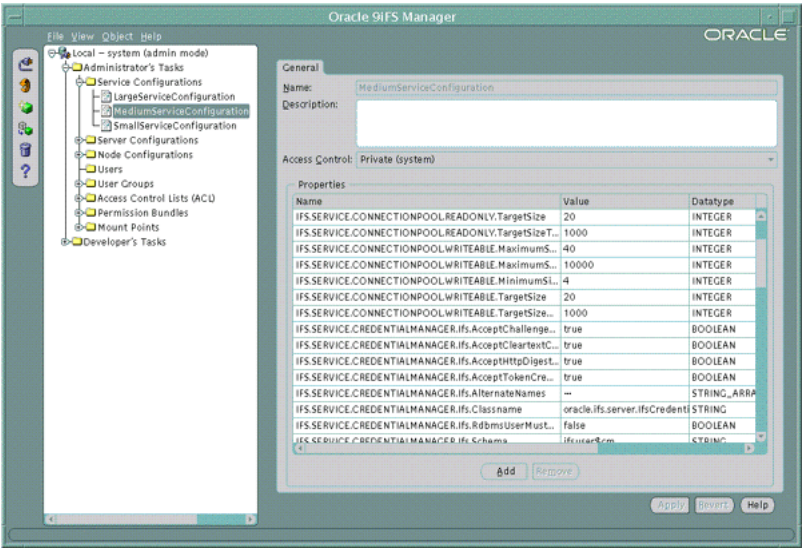 Oracle 9iFS Manager
File View Object Help
ORACLE
Local - system (admin mode)
Administrator's Tasks
Service Configurations
LargeServiceConfiguration
MediumServiceConfiguration
SmallServiceConfiguration
Server Configurations
Node Configurations
Users
User Groups
Access Control Lists (ACL)
Permission Bundles
Mount Points
Developer's Tasks
?
General
Name: MediumServiceConfiguration
Description:
Access Control: Private (system)
Properties
Name Value Datatype
IFS.SERVICE.CONNECTIONPOOL.READONLY.TargetSize 20 INTEGER
IFS.SERVICE.CONNECTIONPOOL.READONLY.TargetSizeT... 1000 INTEGER
IFS.SERVICE.CONNECTIONPOOL.WRITEABLE.MaximumS... 40 INTEGER
IFS.SERVICE.CONNECTIONPOOL.WRITEABLE.MaximumS... 10000 INTEGER
IFS.SERVICE.CONNECTIONPOOL.WRITEABLE.MinimumSi... 4 INTEGER
IFS.SERVICE.CONNECTIONPOOL.WRITEABLE.TargetSize 20 INTEGER
IFS.SERVICE.CONNECTIONPOOL.WRITEABLE.TargetSize... 1000 INTEGER
IFS.SERVICE.CREDENTIALMANAGER.Ifs.AcceptChallenge... true BOOLEAN
IFS.SERVICE.CREDENTIALMANAGER.Ifs.AcceptCleartextC... true BOOLEAN
IFS.SERVICE.CREDENTIALMANAGER.Ifs.AcceptHttpDigest... true BOOLEAN
IFS.SERVICE.CREDENTIALMANAGER.Ifs.AcceptTokenCre... true BOOLEAN
IFS.SERVICE.CREDENTIALMANAGER.Ifs.AlternateNames ... STRING_ARRA
IFS.SERVICE.CREDENTIALMANAGER.Ifs.Classname oracle.ifs.server.IfsCredenti STRING
IFS.SERVICE.CREDENTIALMANAGER.Ifs.RdbmsUserMust... false BOOLEAN
IFS.SERVICE.CREDENTIALMANAGER.Ifs.Schema ifsuser$cm STRING
Add Remove
Apply Revert Help